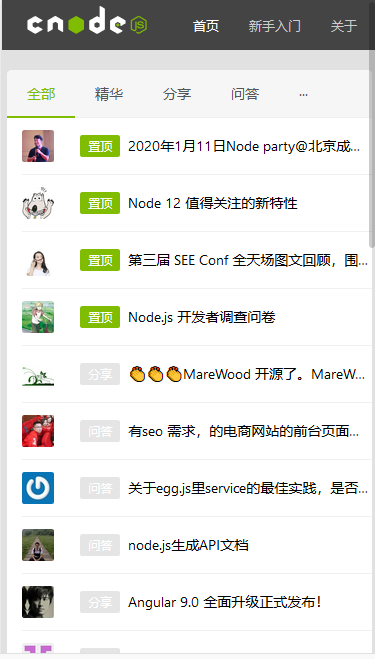 cnode JS 首页 新手入门 关于
全部 精华 分享 问答 ...
置顶 2020年1月11日Node party@北京成...
置顶 Node 12 值得关注的新特性
置顶 第三届 SEE Conf 全天场图文回顾，围...
置顶 Node.js 开发者调查问卷
分享 👏👏👏MareWood 开源了。MareW...
问答 有seo 需求，的电商网站的前台页面...
问答 关于egg.js里service的最佳实践，是否...
问答 node.js生成API文档
分享 Angular 9.0 全面升级正式发布！